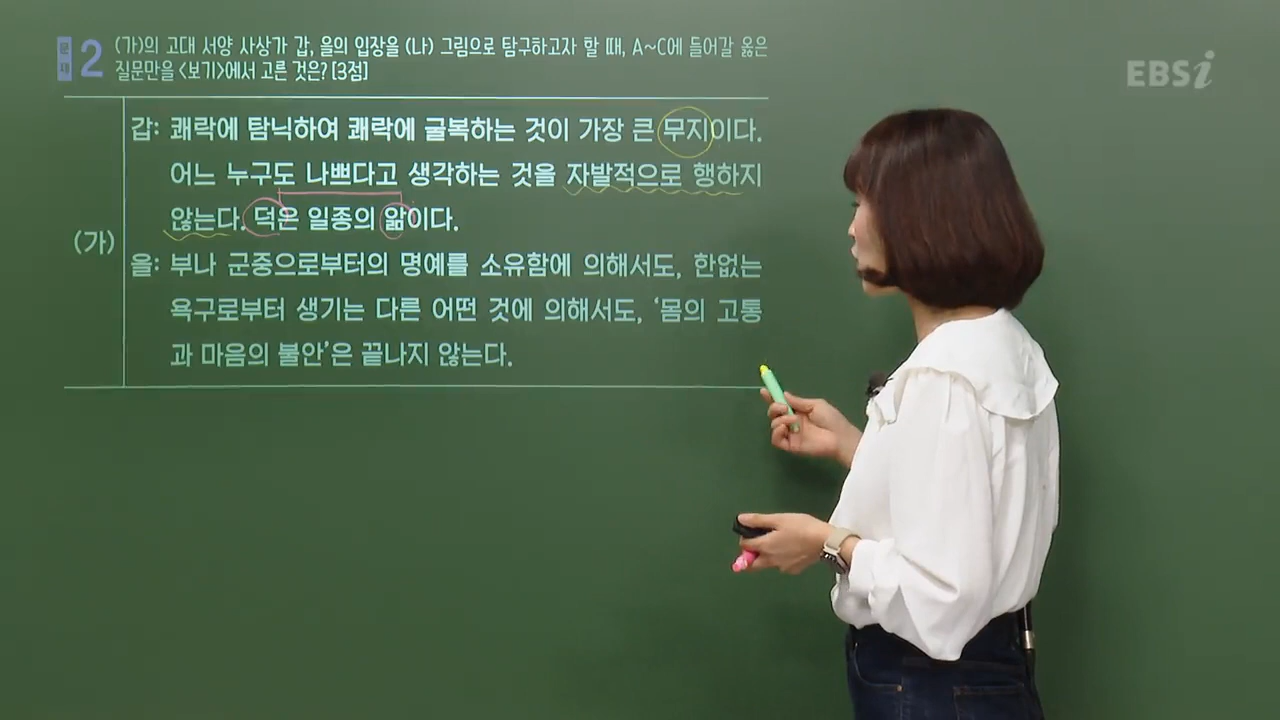 문제 2 (가)의 고대 서양 사상가 갑, 을의 입장을 (나) 그림으로 탐구하고자 할 때, A~C에 들어갈 옳은
질문만을 <보기>에서 고른 것은? [3점]
EBSi
갑: 쾌락에 탐닉하여 쾌락에 굴복하는 것이 가장 큰 무지이다.
어느 누구도 나쁘다고 생각하는 것을 자발적으로 행하지
않는다. 덕은 일종의 앎이다.
(가)
을: 부나 군중으로부터의 명예를 소유함에 의해서도, 한없는
욕구로부터 생기는 다른 어떤 것에 의해서도, ‘몸의 고통
과 마음의 불안’은 끝나지 않는다.